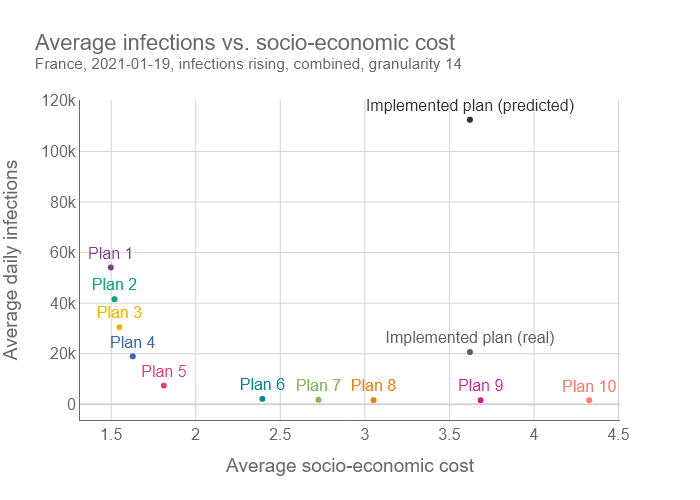 Average infections vs. socio-economic cost
France, 2021-01-19, infections rising, combined, granularity 14
120k
Implemented plan (predicted)
100k
80k
60k
Plan 1
Plan 2
40k
Plan 3
Plan 4
Implemented plan (real)
20k
Plan 5
Plan 6
Plan 7
Plan 8
Plan 9
Plan 10
0
1.5
2
2.5
3
3.5
4
4.5
Average socio-economic cost
Average daily infections